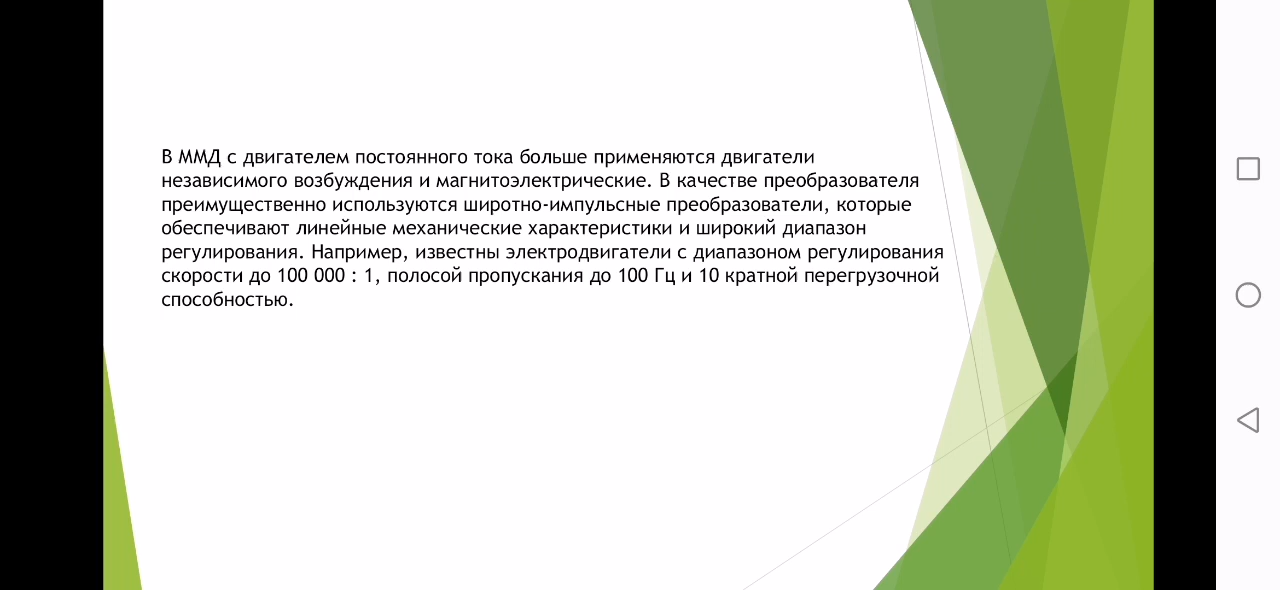 В ММД с двигателем постоянного тока больше применяются двигатели
независимого возбуждения и магнитоэлектрические. В качестве преобразователя
преимущественно используются широтно-импульсные преобразователи, которые
обеспечивают линейные механические характеристики и широкий диапазон
регулирования. Например, известны электродвигатели с диапазоном регулирования
скорости до 100 000 : 1, полосой пропускания до 100 Гц и 10 кратной перегрузочной
способностью.